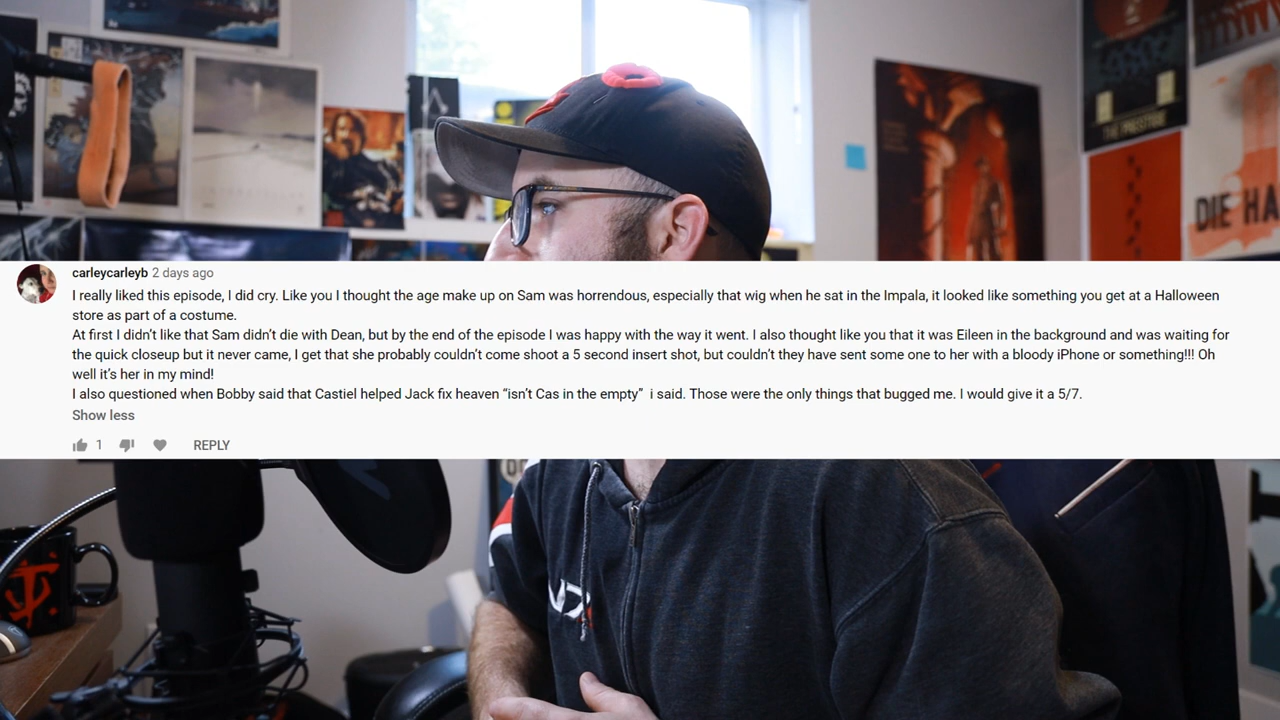 THE PRESTIGE
DIE HA
carleycarleyb 2 days ago
I really liked this episode, I did cry. Like you I thought the age make up on Sam was horrendous, especially that wig when he sat in the Impala, it looked like something you get at a Halloween
store as part of a costume.
At first I didn't like that Sam didn't die with Dean, but by the end of the episode I was happy with the way it went. I also thought like you that it was Eileen in the background and was waiting for
the quick closeup but it never came, I get that she probably couldn't come shoot a 5 second insert shot, but couldn't they have sent some one to her with a bloody iPhone or something!!! Oh
well it's her in my mind!
I also questioned when Bobby said that Castiel helped Jack fix heaven “isn't Cas in the empty” i said. Those were the only things that bugged me. I would give it a 5/7.
Show less
1 REPLY